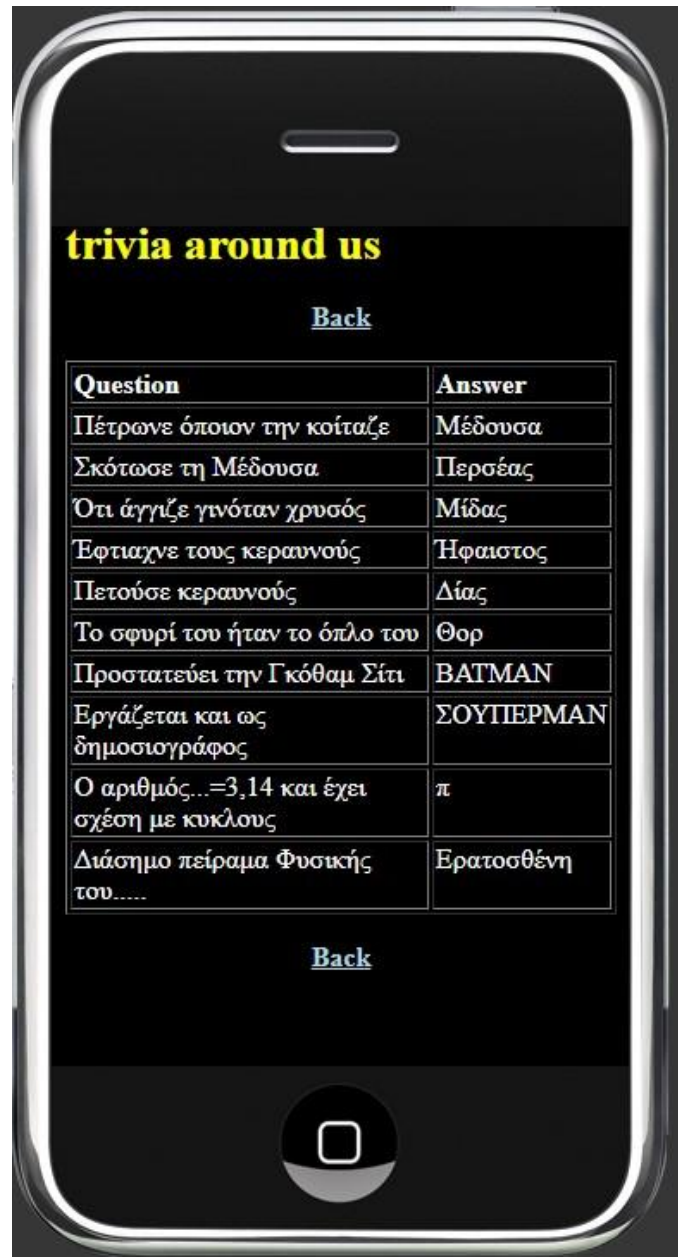 trivia around us
Back
Question Answer
Πέτρωνε όποιον την κοίταζε Μέδουσα
Σκότωσε τη Μέδουσα Περσέας
Ότι άγγιζε γινόταν χρυσός Μίδας
Έφτιαχνε τους κεραυνούς Ήφαιστος
Πετούσε κεραυνούς Δίας
Το σφυρί του ήταν το όπλο του Θορ
Προστατεύει την Γκόθαμ Σίτι BATMAN
Εργάζεται και ως ΣΟΥΠΕΡΜΑΝ
δημοσιογράφος
Ο αριθμός...=3,14 και έχει π
σχέση με κυκλους
Διάσημο πείραμα Φυσικής Ερατοσθένη
του.....
Back